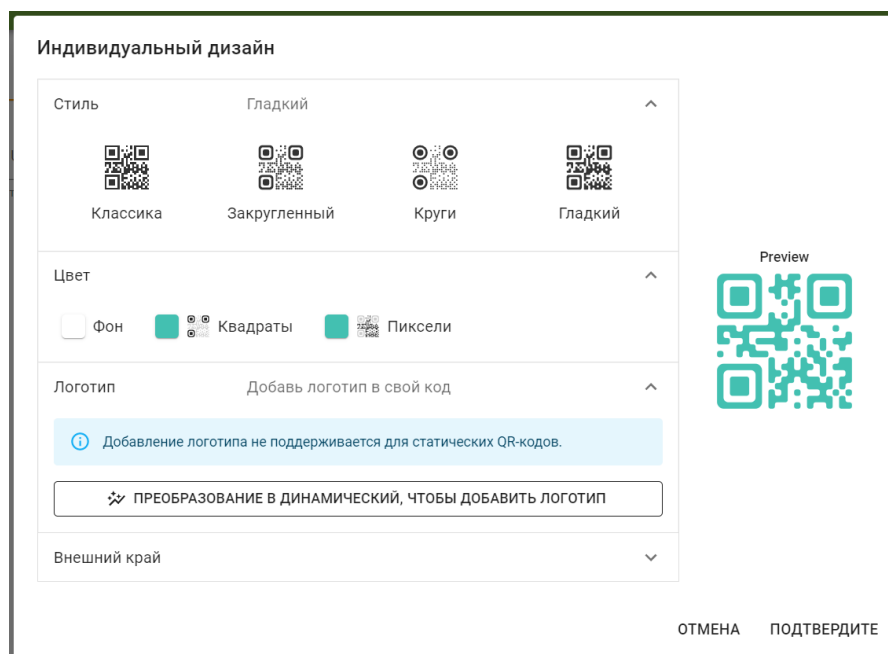 Индивидуальный дизайн
Стиль Гладкий
Классика Закругленный Круги Гладкий
Цвет
Фон Квадраты Пиксели
Логотип Добавь логотип в свой код
Добавление логотипа не поддерживается для статических QR-кодов.
ПРЕОБРАЗОВАНИЕ В ДИНАМИЧЕСКИЙ, ЧТОБЫ ДОБАВИТЬ ЛОГОТИП
Внешний край
Preview
ОТМЕНА ПОДТВЕРДИТЕ